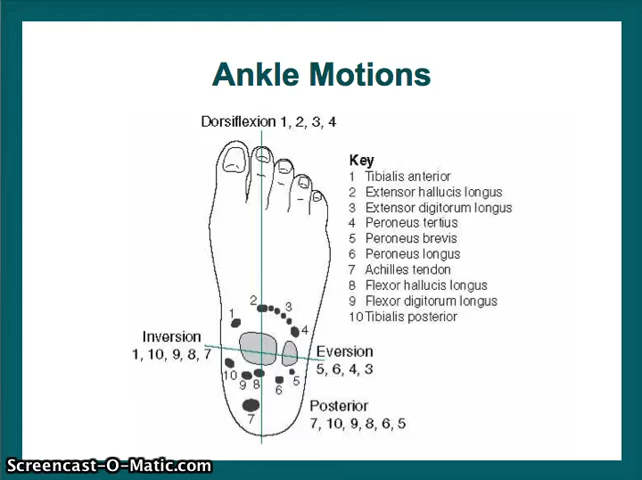 Ankle Motions
Dorsiflexion 1, 2, 3, 4
Key
1 Tibialis anterior
2 Extensor hallucis longus
3 Extensor digitorum longus
4 Peroneus tertius
5 Peroneus brevis
6 Peroneus longus
7 Achilles tendon
8 Flexor hallucis longus
9 Flexor digitorum longus
10 Tibialis posterior
2
3
1
4
Inversion
1, 10, 9, 8, 7
Eversion
5, 6, 4, 3
10
9
8
6
5
7
Posterior
7, 10, 9, 8, 6, 5
Screencast-O-Matic.com